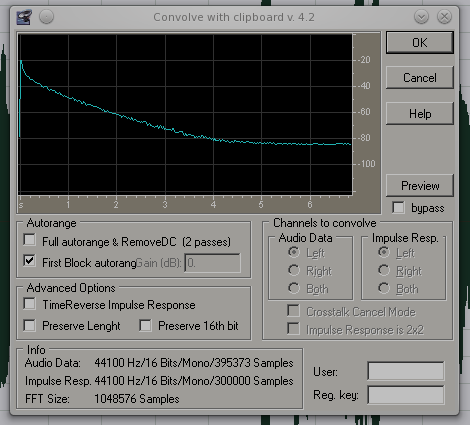 Convolve with clipboard v. 4.2
-20
-40
-60
-80
-100
s 1 2 3 4 5 6
OK
Cancel
Help
Preview
bypass
Autorange
Full autorange & RemoveDC (2 passes)
First Block autorang Gain (dB): 0,
Advanced Options
TimeReverse Impulse Response
Preserve Lenght Preserve 16th bit
Channels to convolve
Audio Data Impulse Resp.
Left Left
Right Right
Both Both
Crosstalk Cancel Mode
Impulse Response is 2x2
Info
Audio Data: 44100 Hz/16 Bits/Mono/395373 Samples
Impulse Resp. 44100 Hz/16 Bits/Mono/300000 Samples
FFT Size: 1048576 Samples
User:
Reg. key: